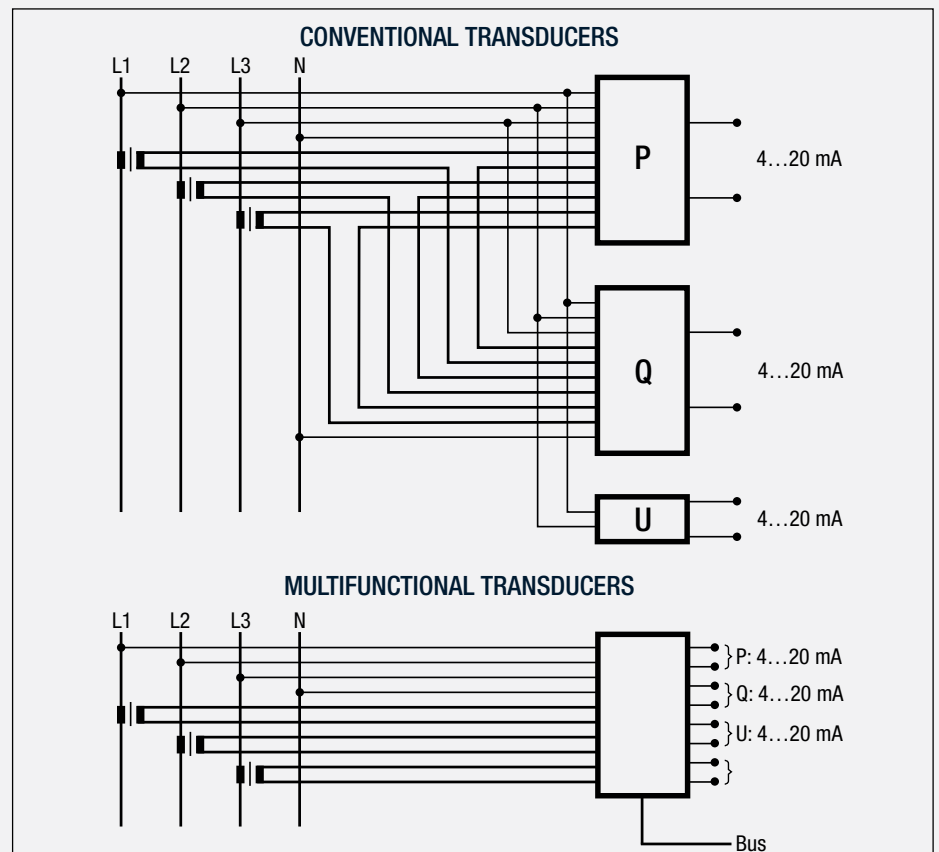 CONVENTIONAL TRANSDUCERS
L1 L2 L3 N
P
4…20 mA
Q
4…20 mA
U
4…20 mA
MULTIFUNCTIONAL TRANSDUCERS
L1 L2 L3 N
P: 4…20 mA
Q: 4…20 mA
U: 4…20 mA
Bus